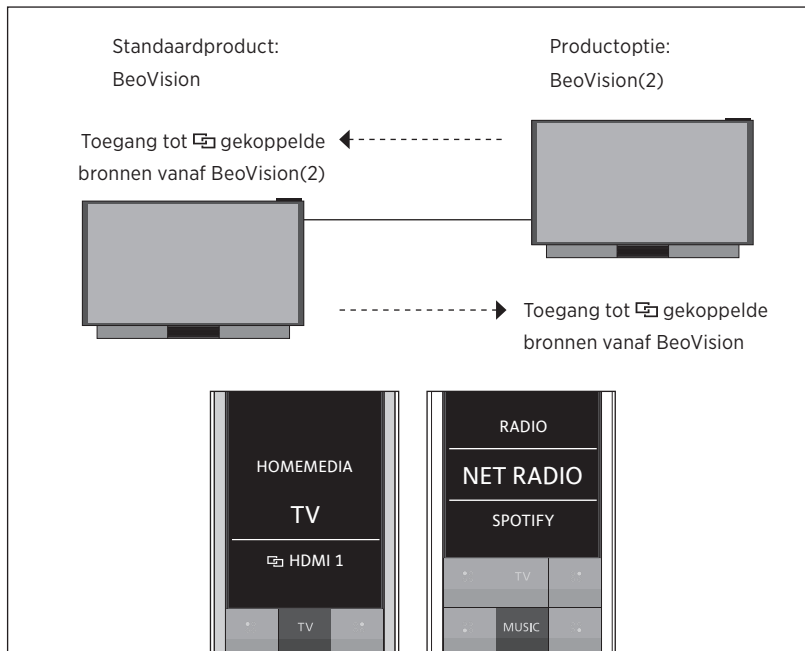 Standaardproduct:
BeoVision
Productoptie:
BeoVision(2)
Toegang tot gekoppelde
bronnen vanaf BeoVision(2)
Toegang tot gekoppelde
bronnen vanaf BeoVision
HOMEMEDIA
TV
HDMI 1
TV
RADIO
NET RADIO
SPOTIFY
TV
MUSIC